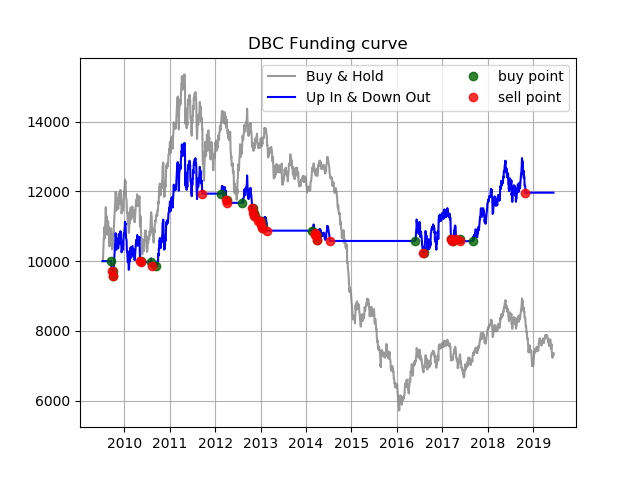 DBC Funding curve
Buy & Hold
Up In & Down Out
buy point
sell point
14000
12000
10000
8000
6000
2010 2011 2012 2013 2014 2015 2016 2017 2018 2019